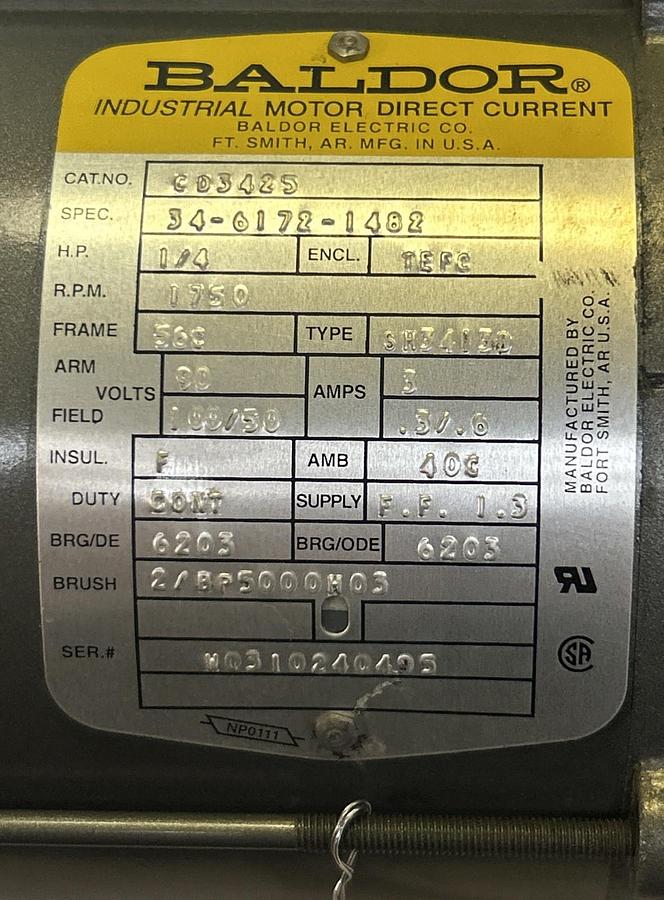 BALDOR®
INDUSTRIAL MOTOR DIRECT CURRENT
BALDOR ELECTRIC CO.
FT. SMITH, AR. MFG. IN U.S.A.
CAT.NO. CD3425
SPEC. 34-6172-1482
H.P. 1/4 ENCL. TEFC
R.P.M. 1750
FRAME 56C TYPE SH3413D
ARM VOLTS 90 AMPS 3
FIELD 100/50 .3/.6
INSUL. F AMB 40C
DUTY CONT SUPPLY F.F. 1.3
BRG/DE 6203 BRG/ODE 6203
BRUSH 2/BP5000H03
SER.# W0310240495
NP0111
MANUFACTURED BY
BALDOR ELECTRIC CO.
FORT SMITH, AR U.S.A.
RU
SA